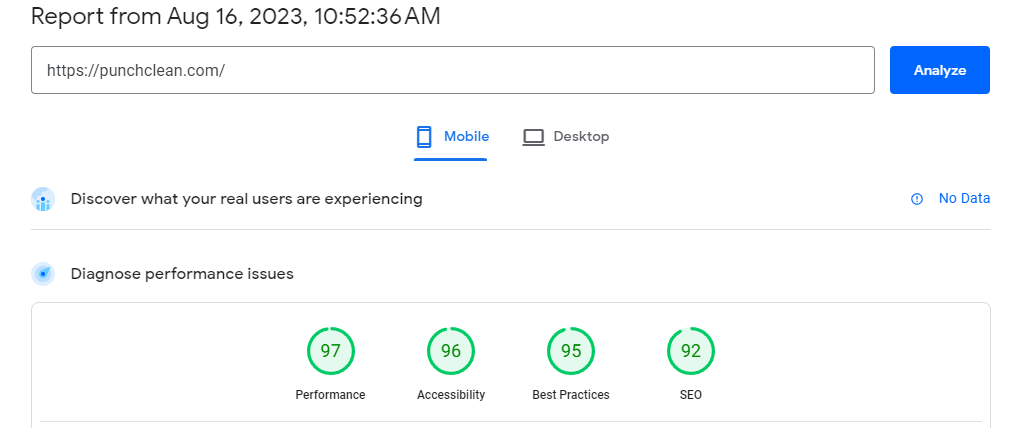 Report from Aug 16, 2023, 10:52:36 AM
https://punchclean.com/ Analyze
Mobile Desktop
Discover what your real users are experiencing No Data
Diagnose performance issues
97 96 95 92
Performance Accessibility Best Practices SEO